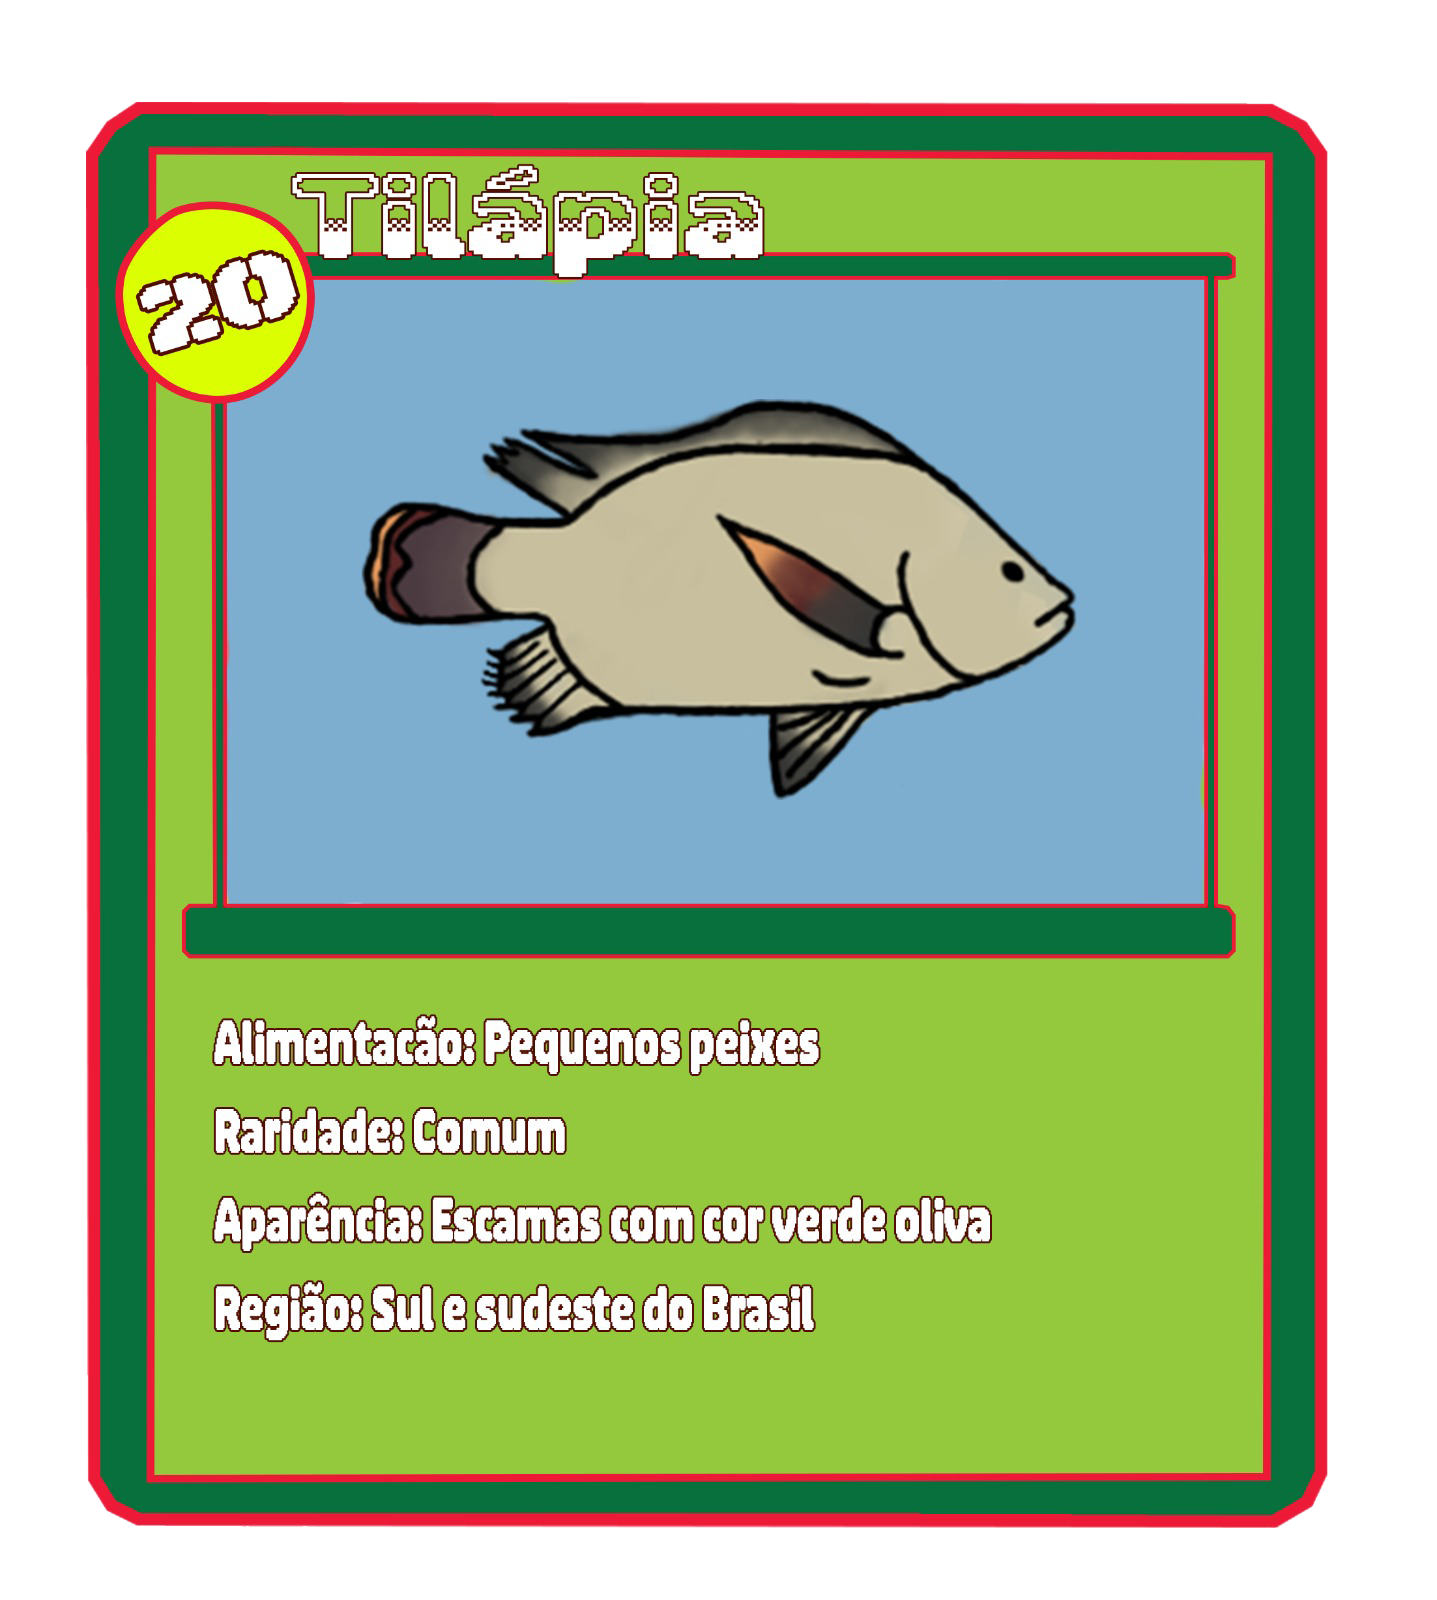 Tilápia
20
Alimentacão: Pequenos peixes
Raridade: Comum
Aparência: Escamas com cor verde oliva
Região: Sul e sudeste do Brasil